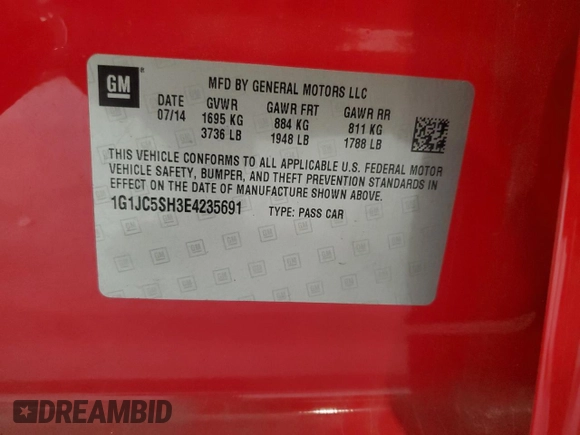 GM ®
MFD BY GENERAL MOTORS LLC
DATE GVWR GAWR FRT GAWR RR
07/14 1695 KG 884 KG 811 KG
3736 LB 1948 LB 1788 LB
THIS VEHICLE CONFORMS TO ALL APPLICABLE U.S. FEDERAL MOTOR
VEHICLE SAFETY, BUMPER, AND THEFT PREVENTION STANDARDS IN
EFFECT ON THE DATE OF MANUFACTURE SHOWN ABOVE.
1G1JC5SH3E4235691 TYPE: PASS CAR
DREAMBID